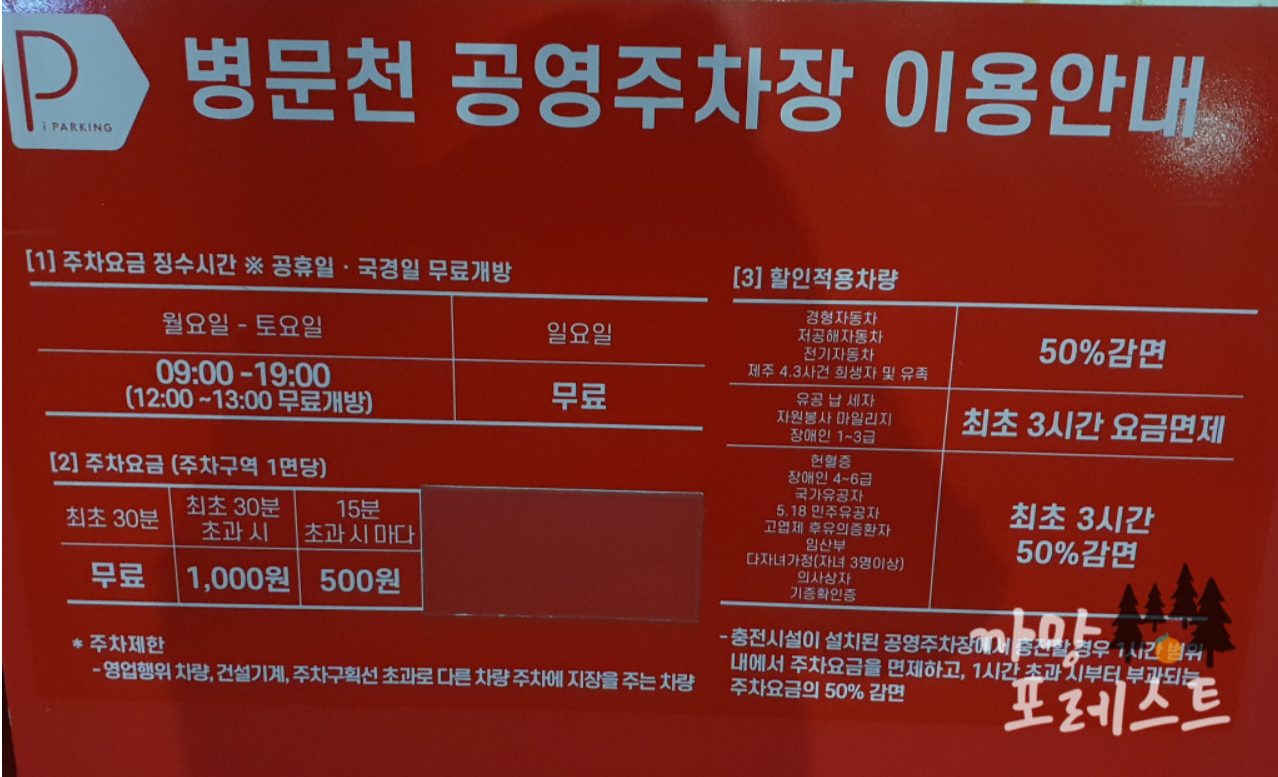 P
i PARKING
병문천 공영주차장 이용안내
[1] 주차요금 징수시간 ※ 공휴일 · 국경일 무료개방
월요일 - 토요일
일요일
09:00 -19:00
(12:00 ~13:00 무료개방)
무료
[2] 주차요금 (주차구역 1면당)
최초 30분
최초 30분
초과 시
15분
초과 시 마다
무료
1,000원
500원
* 주차제한
- 영업행위 차량, 건설기계, 주차구획선 초과로 다른 차량 주차에 지장을 주는 차량
[3] 할인적용차량
경형자동차
저공해자동차
전기자동차
제주 4.3사건 희생자 및 유족
50%감면
유공 납 세자
자원봉사 마일리지
장애인 1~3급
최초 3시간 요금면제
헌혈증
장애인 4~6급
국가유공자
5.18 민주유공자
고엽제 후유의증환자
임산부
다자녀가정(자녀 3명이상)
의사상자
기증확인증
최초 3시간
50%감면
- 충전시설이 설치된 공영주차장에서 충전할 경우 1시간 범위
내에서 주차요금을 면제하고, 1시간 초과 시부터 부과되는
주차요금의 50% 감면
까망
포레스트